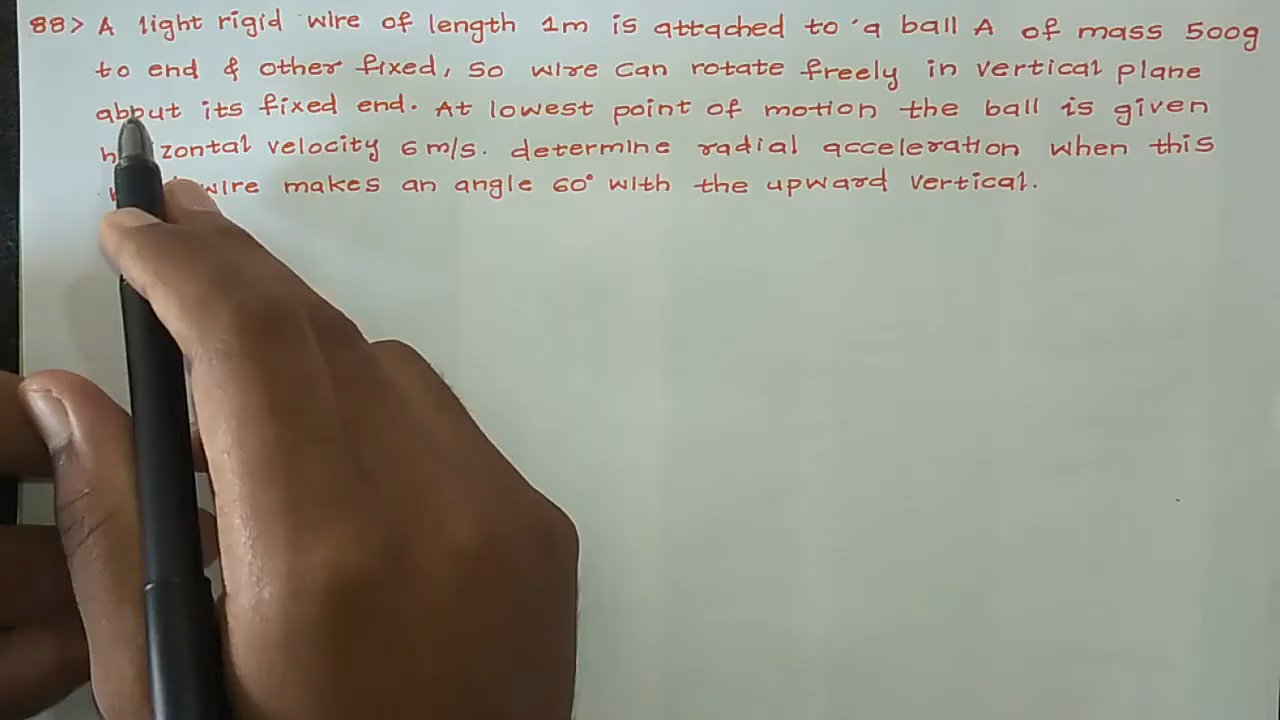 88> A light rigid wire of length 1m is attached to a ball A of mass 500g
to end & other fixed, so wire can rotate freely in vertical plane
about its fixed end. At lowest point of motion the ball is given
velocity 6 m/s. determine radial acceleration when this
wire makes an angle 60° with the upward vertical.